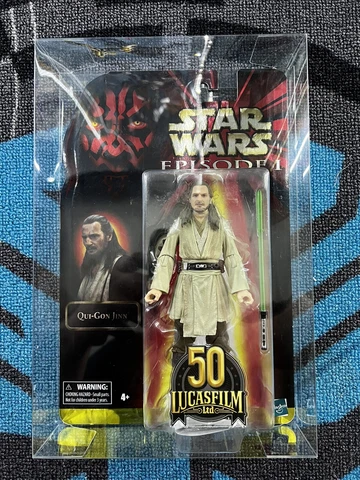 STAR
WARS
EPISODE I
QUI-GON JINN
50
LUCASFILM
Ltd
WARNING:
CHOKING HAZARD - Small parts.
Not for children under 3 years.
4+
Hasbro